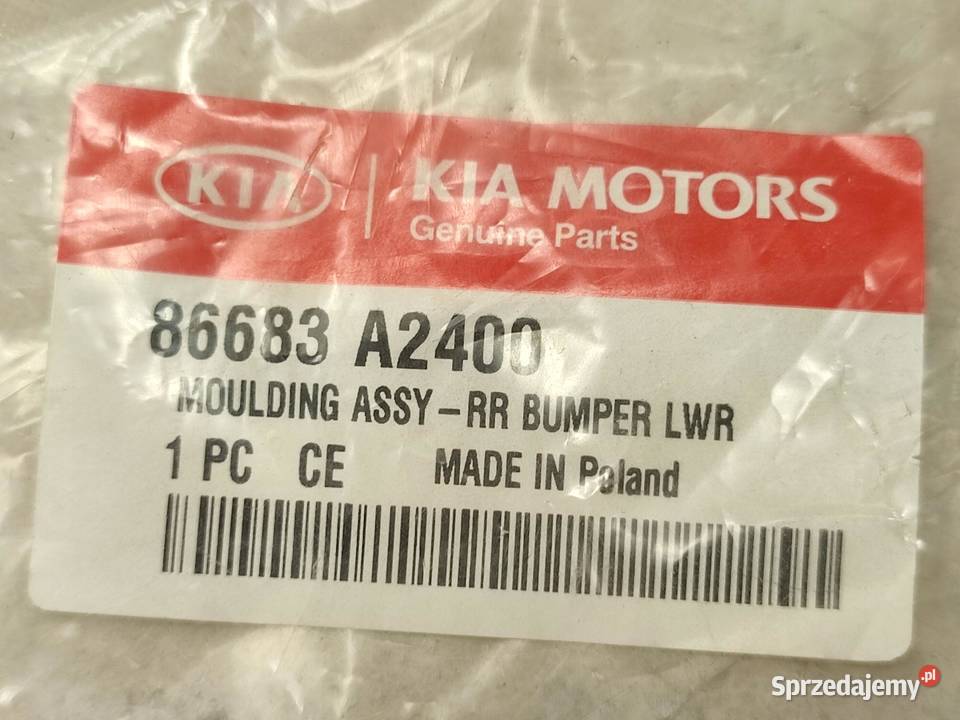 KIA | KIA MOTORS
Genuine Parts
86683 A2400
MOULDING ASSY-RR BUMPER LWR
1 PC CE MADE IN Poland
Sprzedajemy.pl